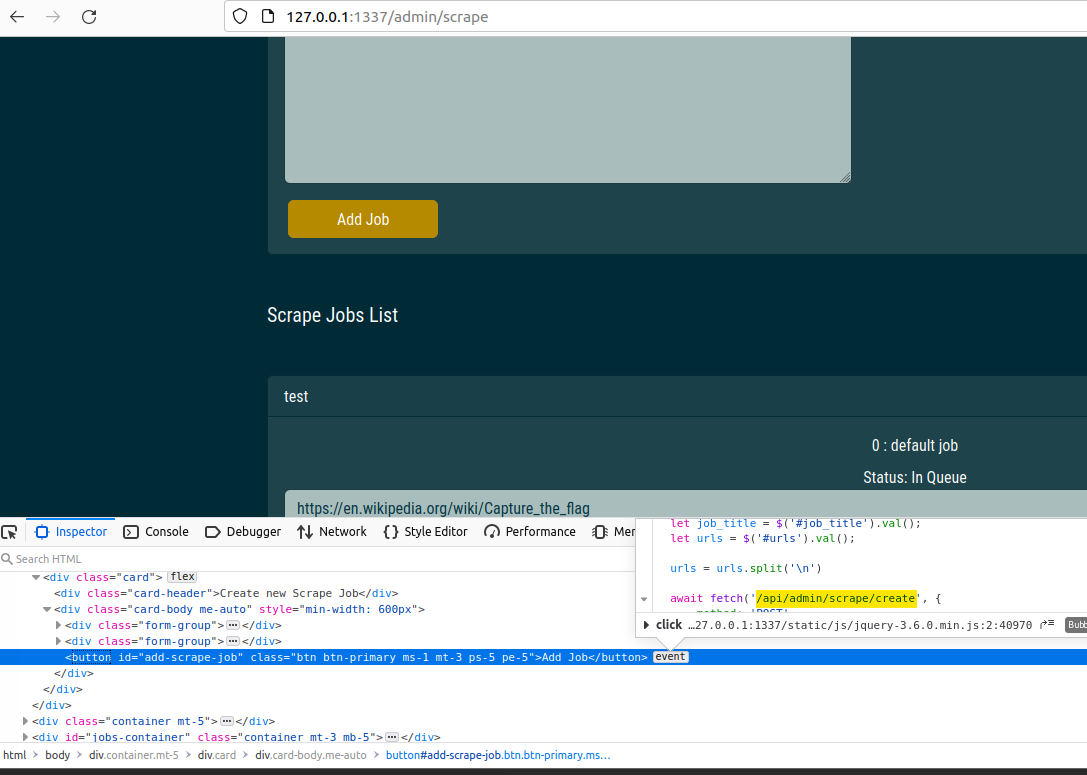 127.0.0.1:1337/admin/scrape
Add Job
Scrape Jobs List
test
0 : default job
Status: In Queue
https://en.wikipedia.org/wiki/Capture_the_flag
Inspector Console Debugger Network Style Editor Performance
Search HTML
<div class="card"> flex
<div class="card-header">Create new Scrape Job</div>
<div class="card-body me-auto" style="min-width: 600px">
<div class="form-group"> ⋯ </div>
<div class="form-group"> ⋯ </div>
<button id="add-scrape-job" class="btn btn-primary ms-1 mt-3 ps-5 pe-5">Add Job</button> event
</div>
</div>
</div>
<div class="container mt-5"> ⋯ </div>
<div id="jobs-container" class="container mt-3 mb-5"> ⋯ </div>
let job_title = $('#job_title').val();
let urls = $('#urls').val();
urls = urls.split('\n')
await fetch('/api/admin/scrape/create', {
click …27.0.0.1:1337/static/js/jquery-3.6.0.min.js:2:40970
html > body > div.container.mt-5 > div.card > div.card-body.me-auto > button#add-scrape-job.btn.btn-primary.ms…